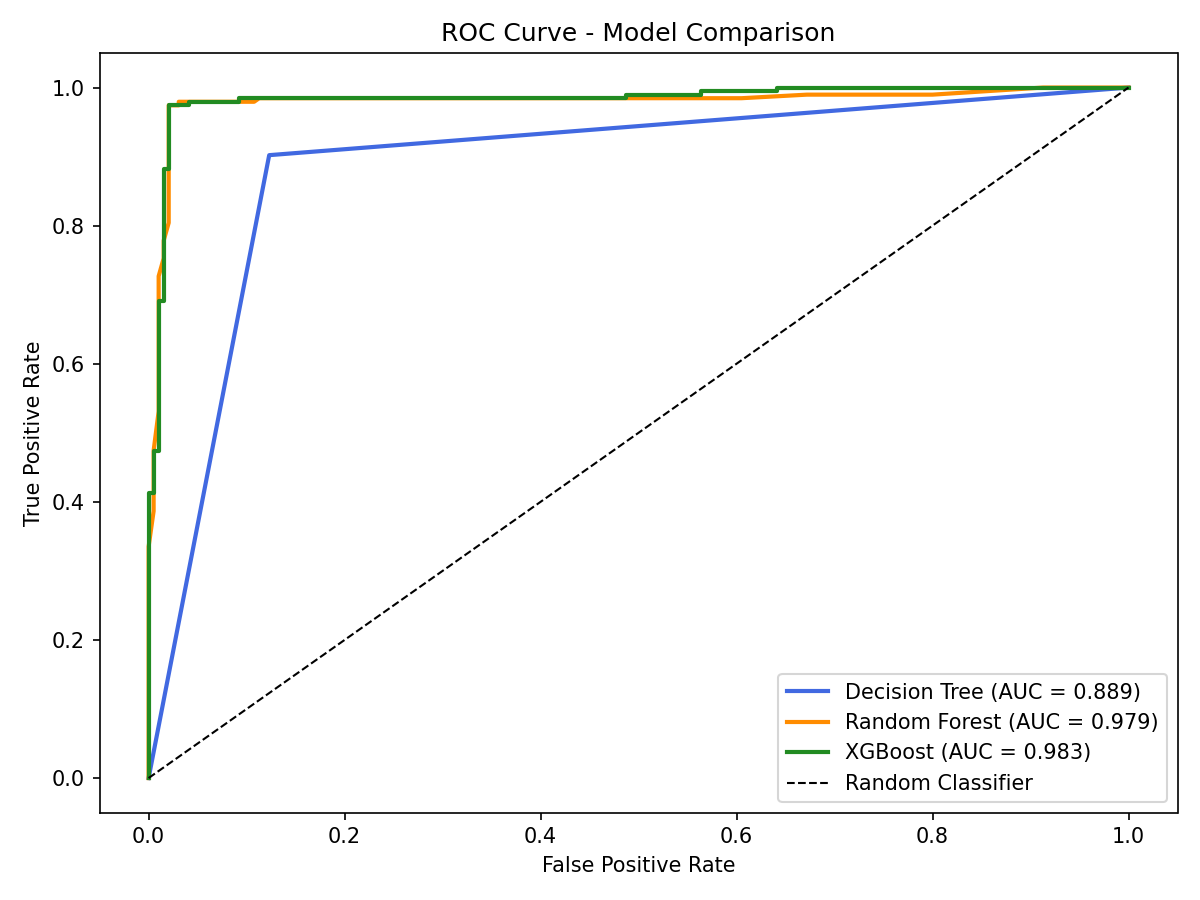 ROC Curve - Model Comparison
True Positive Rate
1.0
0.8
0.6
0.4
0.2
0.0
0.0 0.2 0.4 0.6 0.8 1.0
False Positive Rate
Decision Tree (AUC = 0.889)
Random Forest (AUC = 0.979)
XGBoost (AUC = 0.983)
Random Classifier